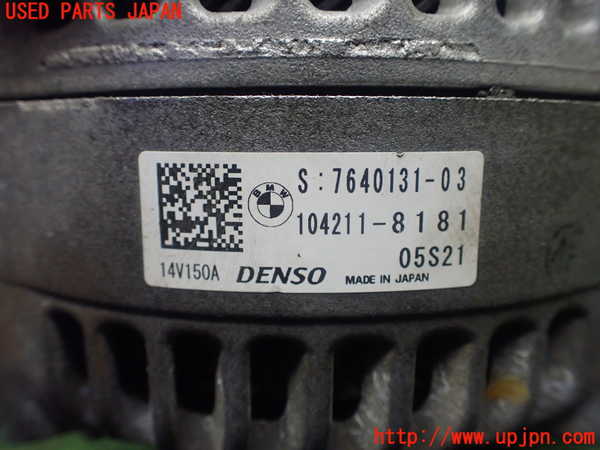 USED PARTS JAPAN
BMW
S:7640131-03
104211-8181
05S21
14V150A DENSO MADE IN JAPAN
http://www.upjpn.com